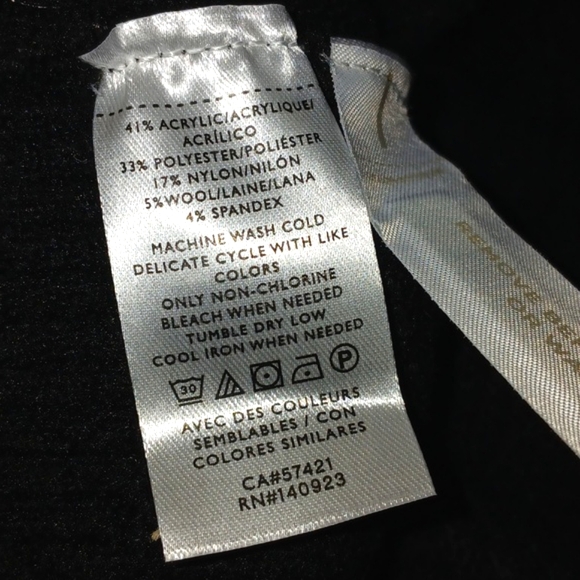 41% ACRYLIC/ACRYLIQUE/
ACRÍLICO
33% POLYESTER/POLIÉSTER
17% NYLON/NILÓN
5%WOOL/LAINE/LANA
4% SPANDEX
MACHINE WASH COLD
DELICATE CYCLE WITH LIKE
COLORS
ONLY NON-CHLORINE
BLEACH WHEN NEEDED
TUMBLE DRY LOW
COOL IRON WHEN NEEDED
30 P
AVEC DES COULEURS
SEMBLABLES / CON
COLORES SIMILARES
CA#57421
RN#140923
REMOVE
OR